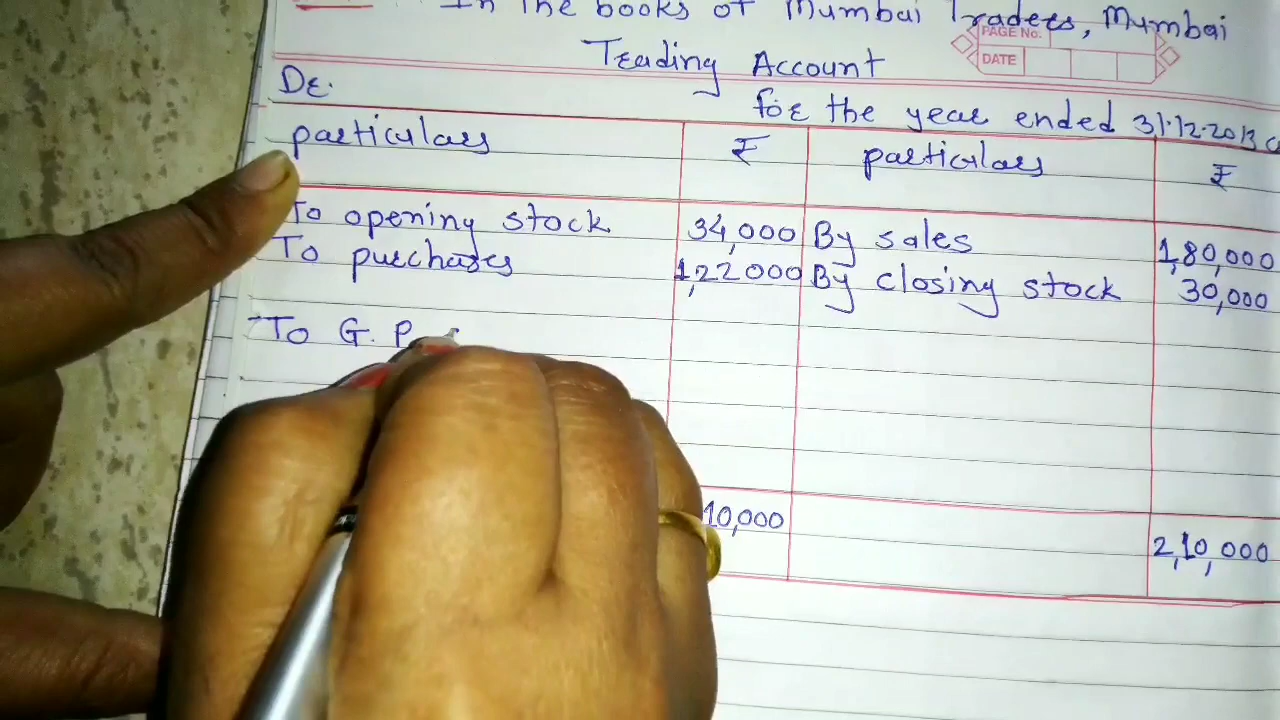 In the books of Mumbai Traders, Mumbai
PAGE No.
DATE
Trading Account
Dr.
for the year ended 31.12.2013
particulars ₹ particulars ₹
To opening stock 34,000 By sales 1,80,000
To purchases 1,22,000 By closing stock 30,000
To G. P.
10,000 2,10,000